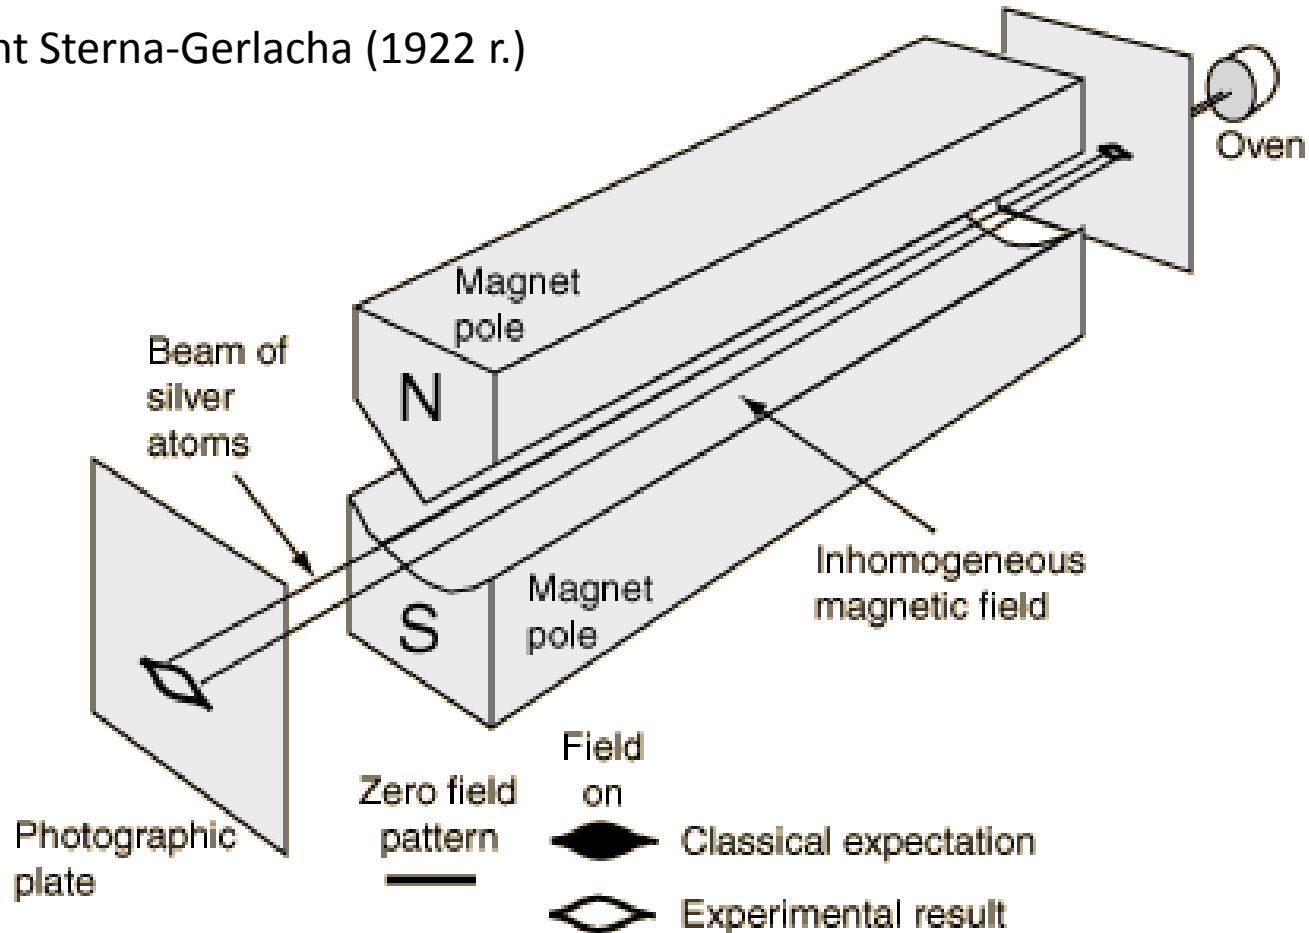 nt Sterna-Gerlacha (1922 r.)
Oven
Magnet
pole
Beam of
silver
atoms
N
Inhomogeneous
magnetic field
Magnet
pole
S
Field
on
Zero field
pattern
Photographic
plate
Classical expectation
Experimental result